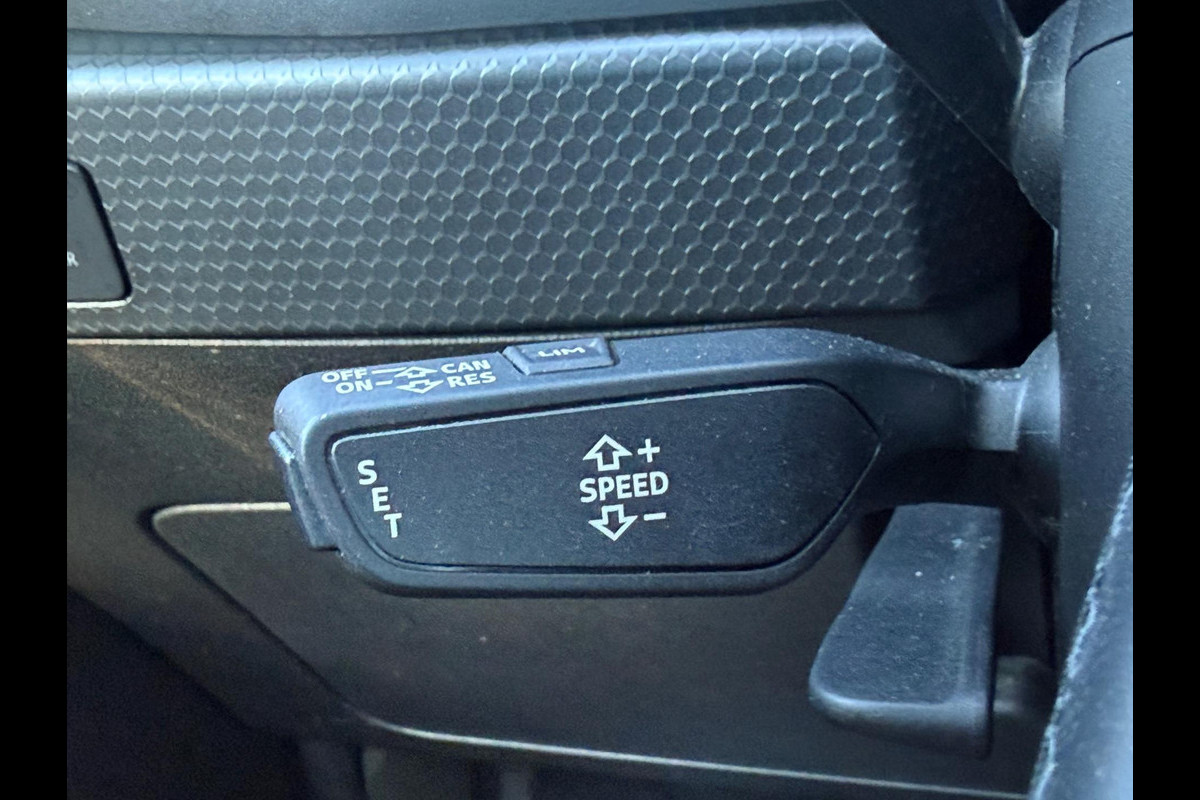 LIM
OFF CAN
ON RES
SET
+
SPEED
-
R